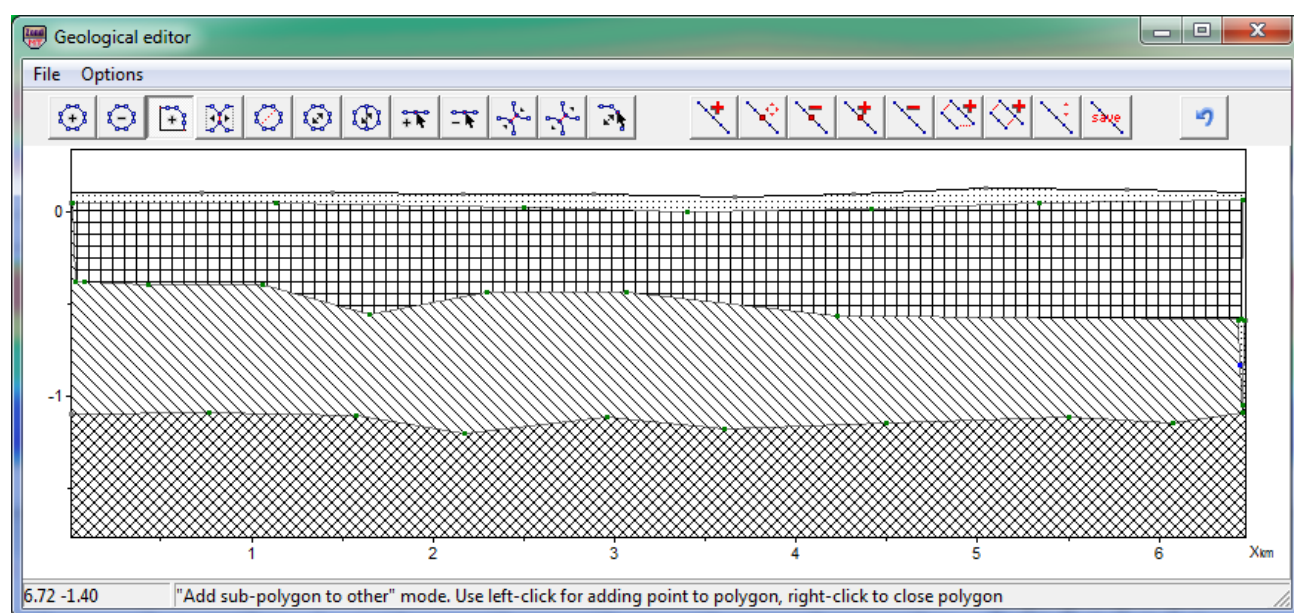 Geological editor
File Options
save
0
-1
1 2 3 4 5 6 Xkm
6.72 -1.40 "Add sub-polygon to other" mode. Use left-click for adding point to polygon, right-click to close polygon